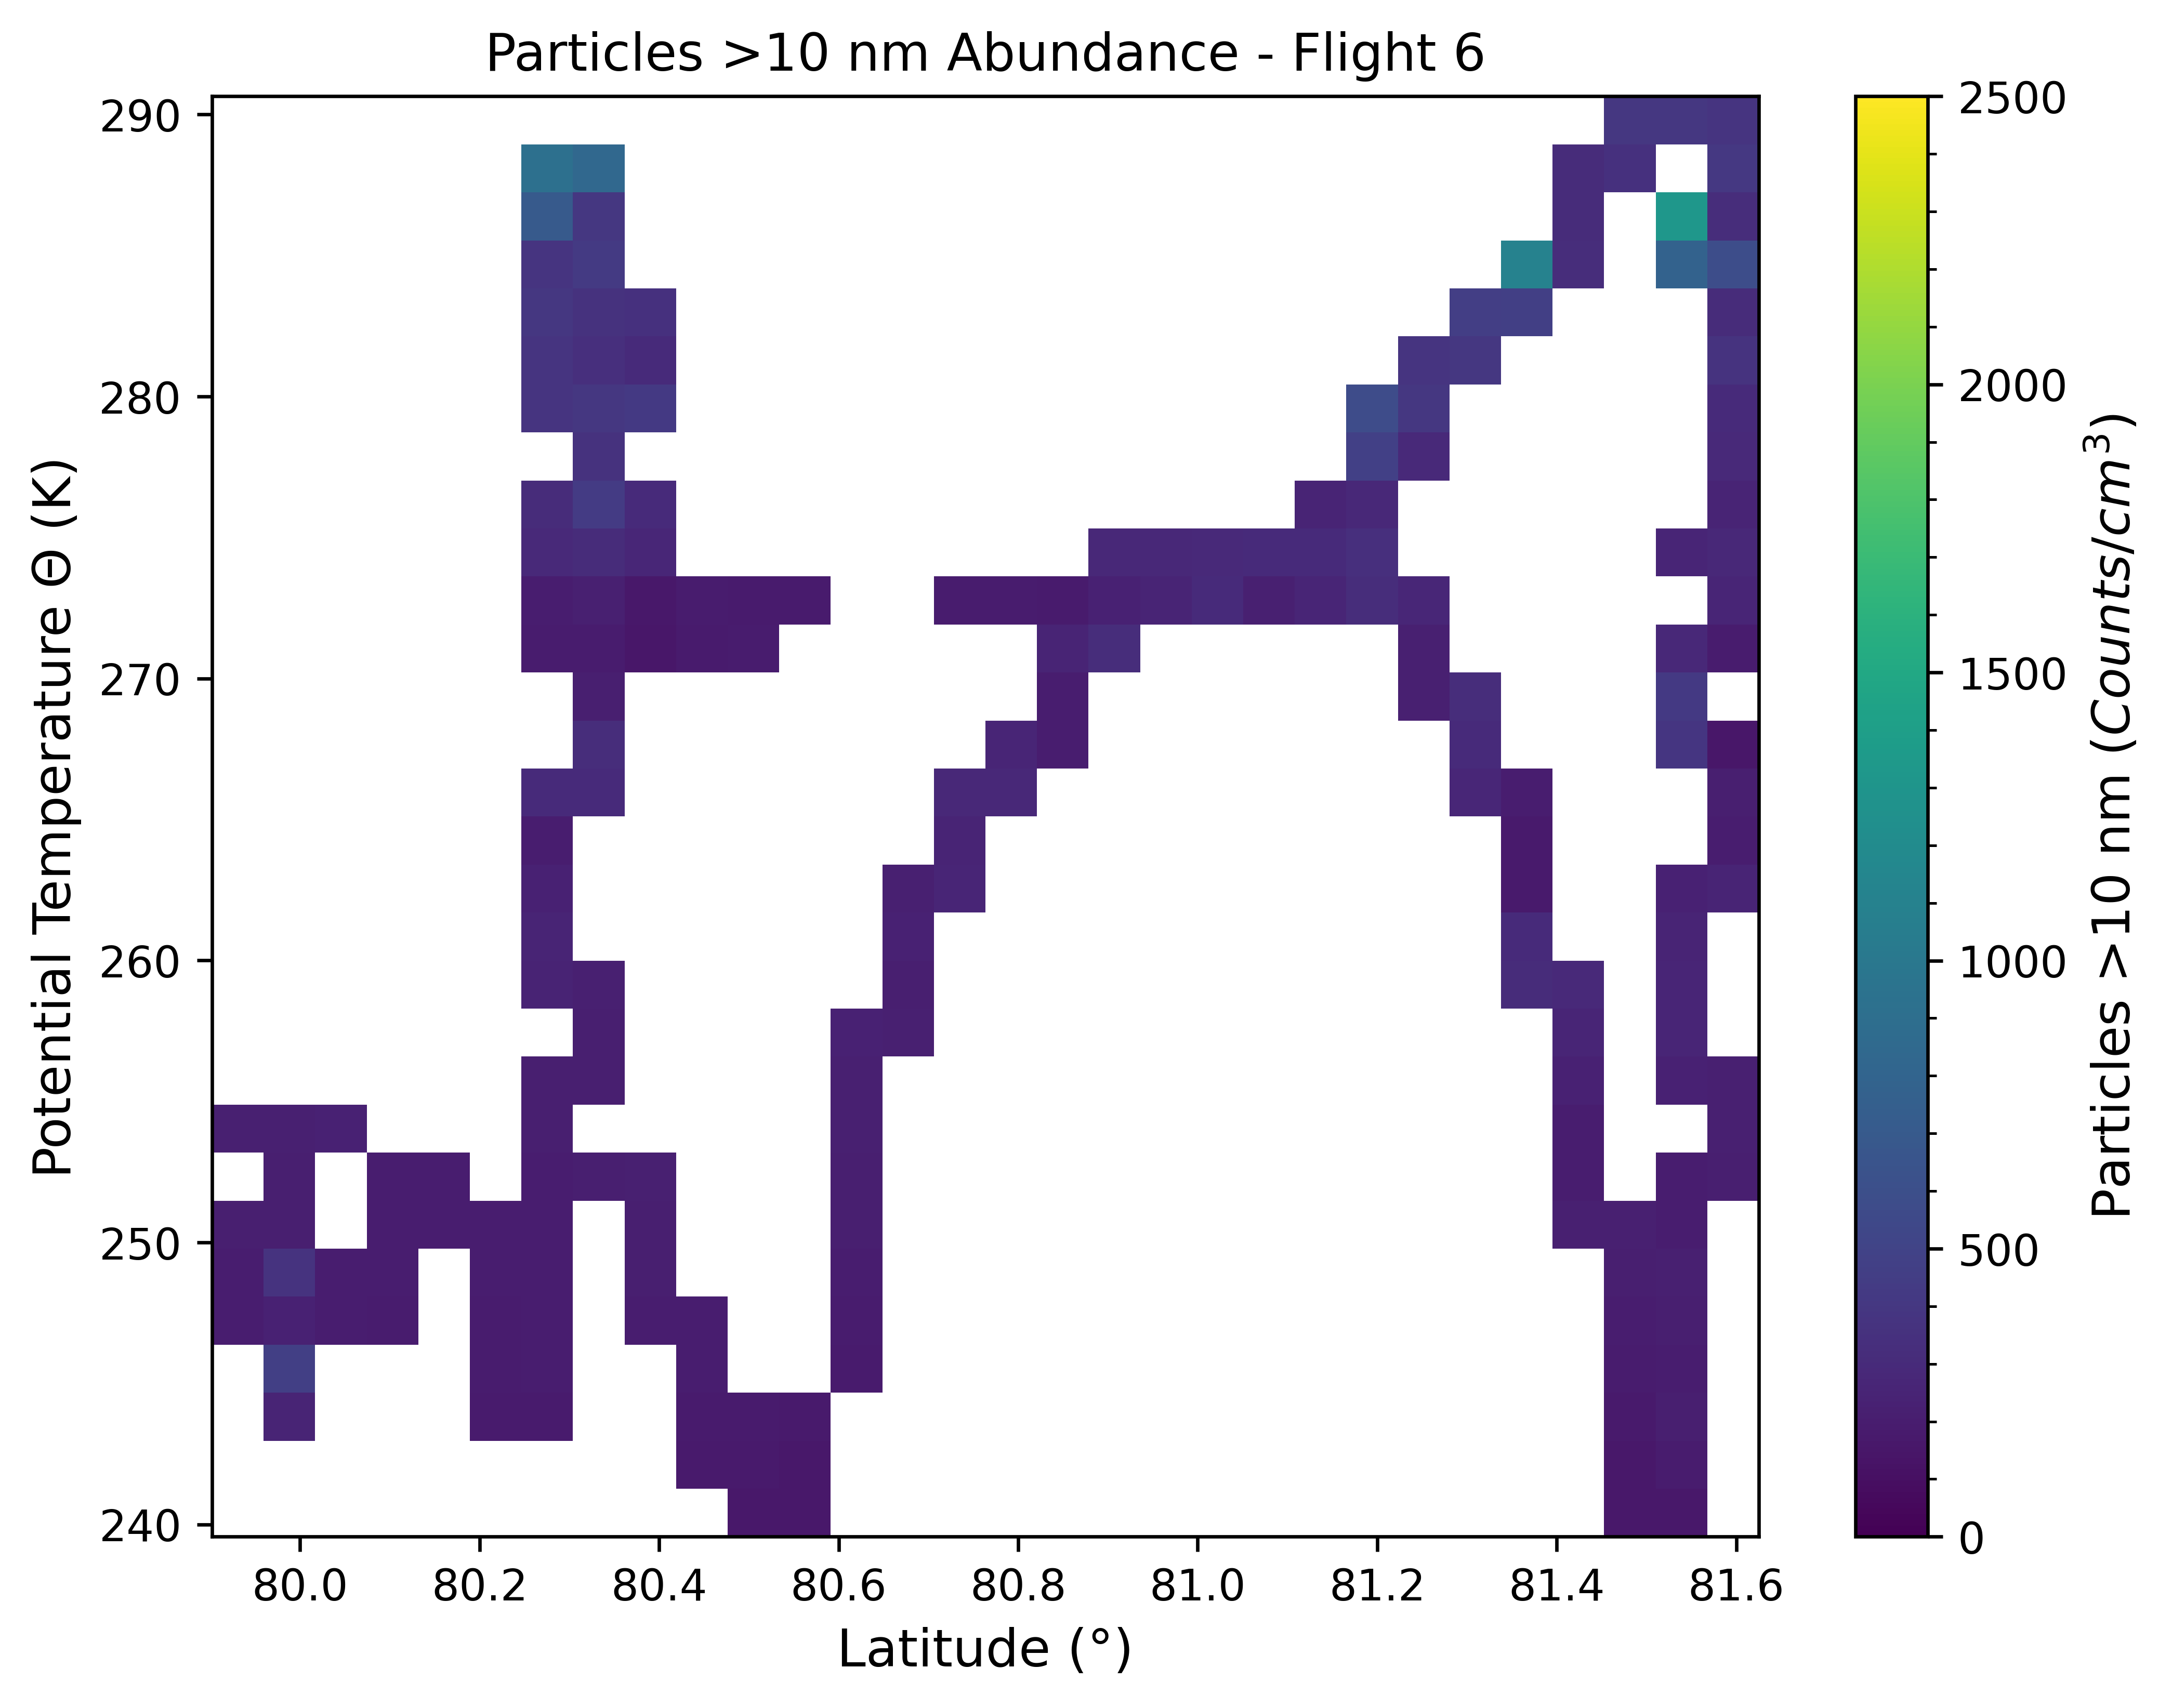 Particles >10 nm Abundance - Flight 6
290
280
270
260
250
240
Potential Temperature Θ (K)
80.0 80.2 80.4 80.6 80.8 81.0 81.2 81.4 81.6
Latitude (°)
2500
2000
1500
1000
500
0
Particles >10 nm (Counts/cm³)